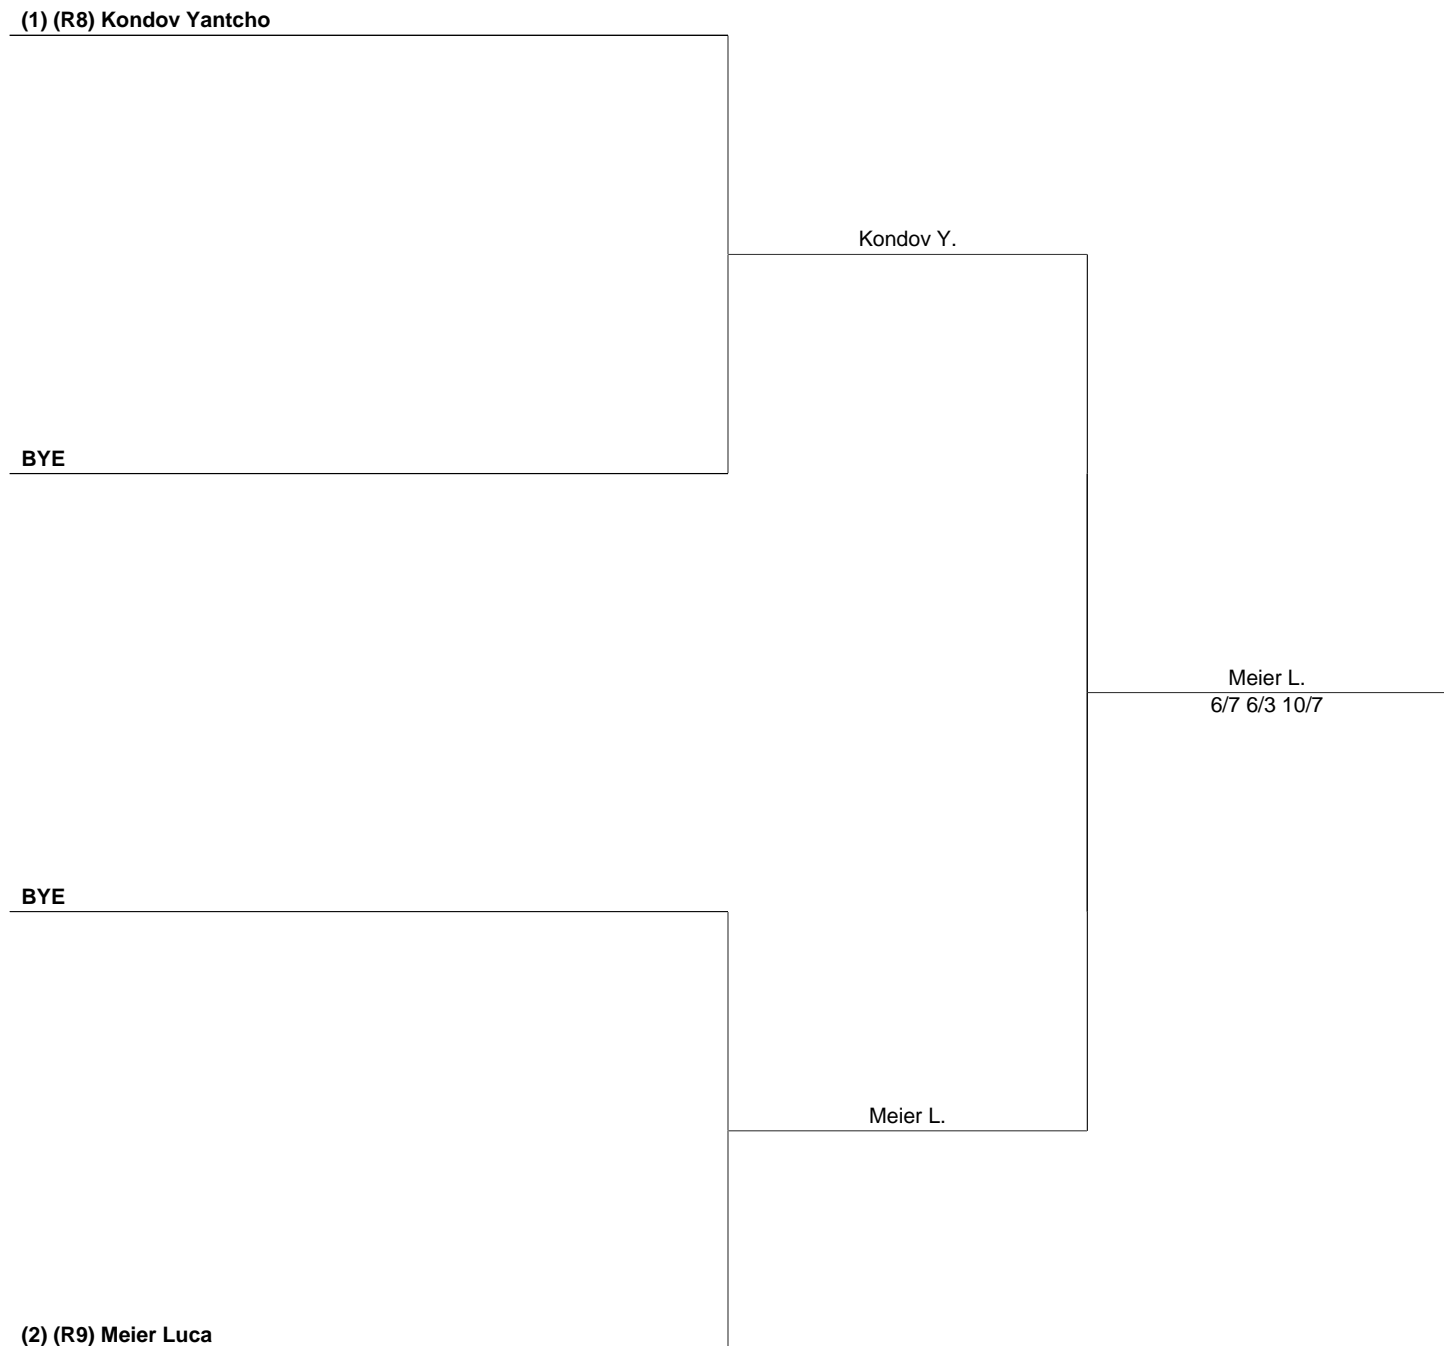 (1) (R8) Kondov Yantcho
Kondov Y.
BYE
Meier L.
6/7 6/3 10/7
BYE
Meier L.
(2) (R9) Meier Luca